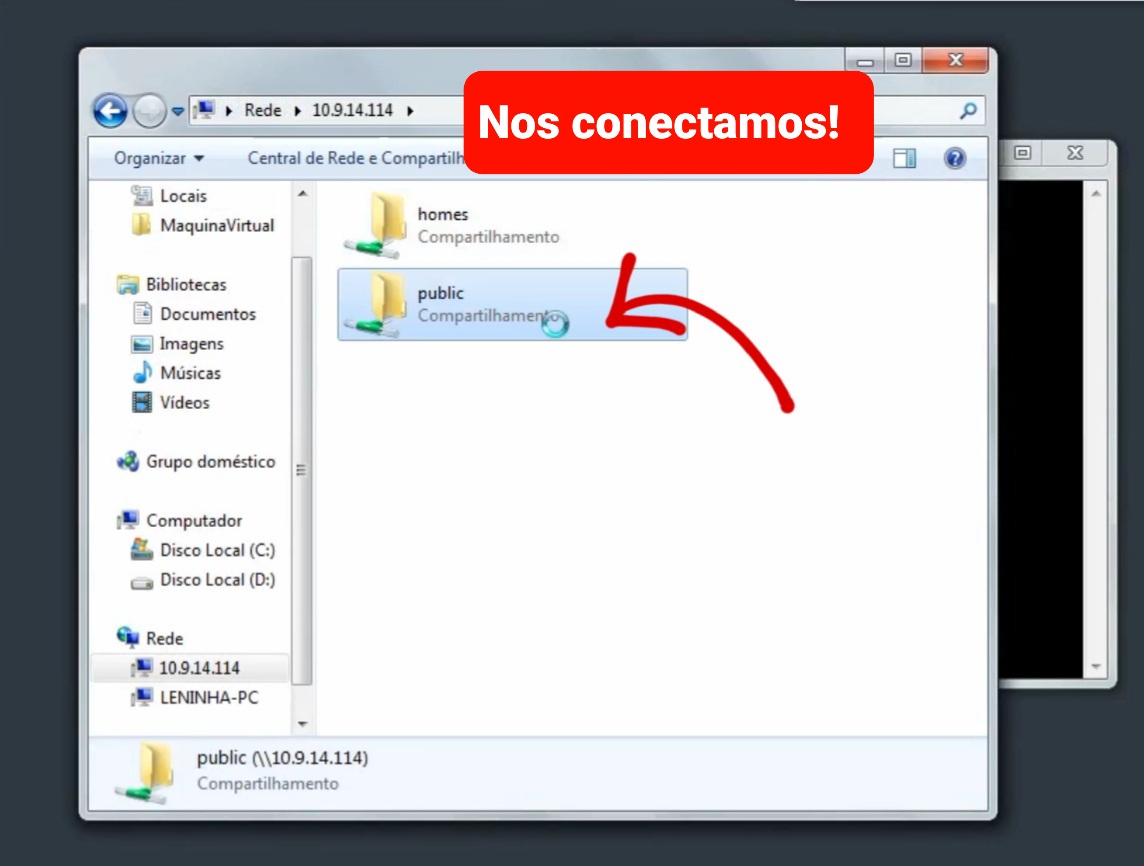 Nos conectamos!
Rede
10.9.14.114
Organizar
Central de Rede e Compartilh
Locais
MaquinaVirtual
Bibliotecas
Documentos
Imagens
Músicas
Vídeos
Grupo doméstico
Computador
Disco Local (C:)
Disco Local (D:)
Rede
10.9.14.114
LENINHA-PC
homes
Compartilhamento
public
Compartilhamento
public (\\10.9.14.114)
Compartilhamento